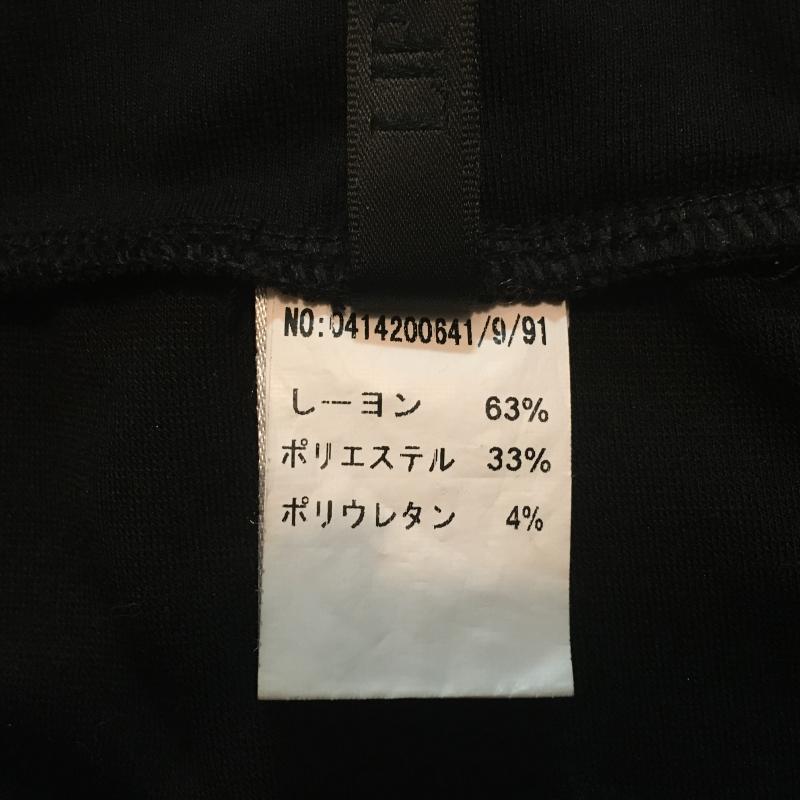 LIP
NO:0414200641/9/91
レーヨン 63%
ポリエステル 33%
ポリウレタン 4%